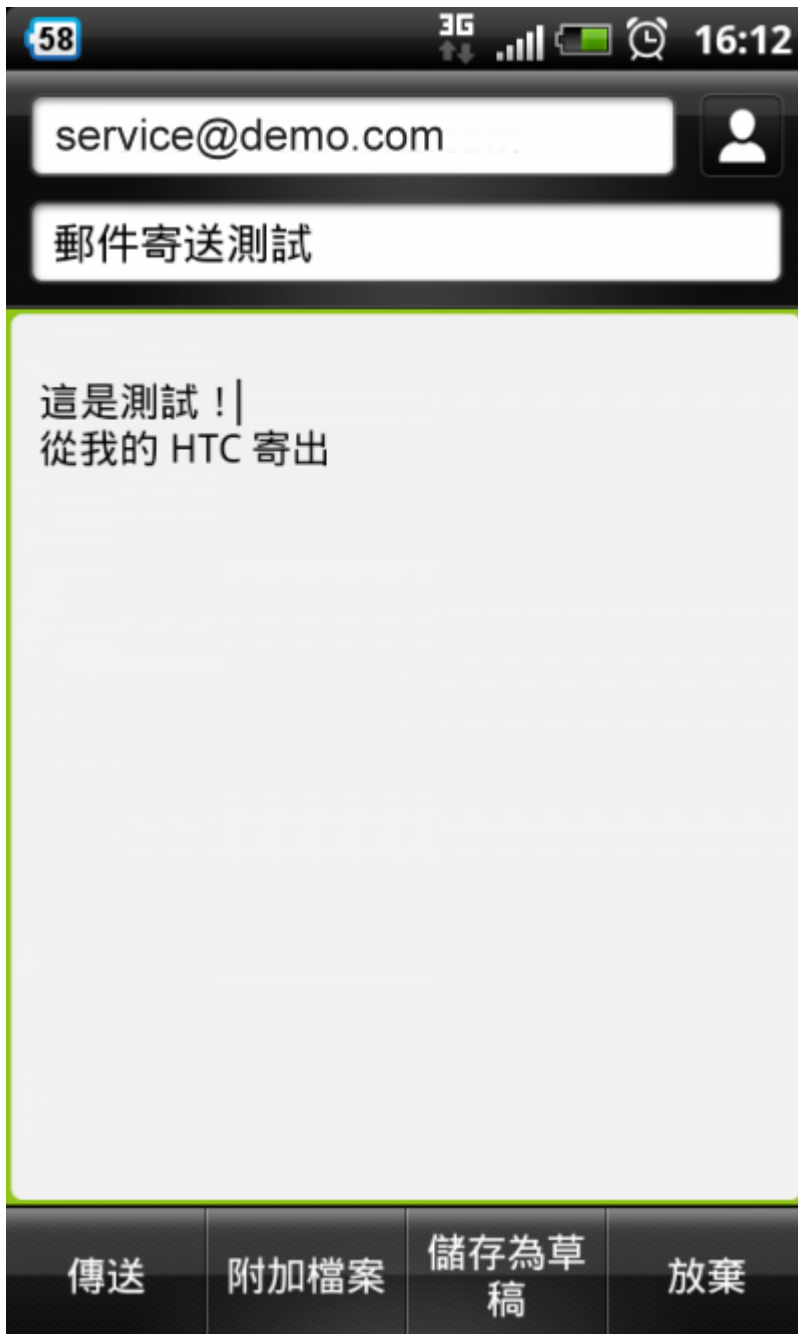 58 3G 16:12
service@demo.com
郵件寄送測試
這是測試！
從我的 HTC 寄出
傳送 附加檔案 儲存為草
稿 放棄